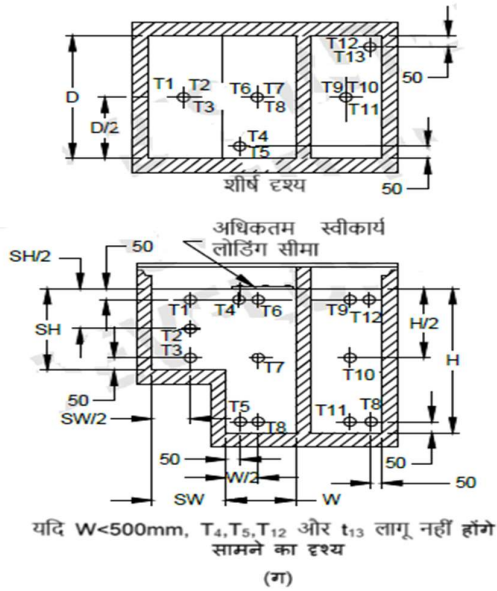 T12
T13
50
D
T1 T2
T3
T6 T7
T8
T9 T10
T11
D/2
T4
T5
50
शीर्ष दृश्य
अधिकतम स्वीकार्य
लोडिंग सीमा
50
SH/2
T1 T4 T6 T9 T12
SH
T2
H/2
T3
T7
T10
H
50
SW/2
T5
T8
T11 T8
50
W/2
50
50
SW
W
यदि W<500mm, T4,T5,T12 और t13 लागू नहीं होंगे
सामने का दृश्य
(ग)